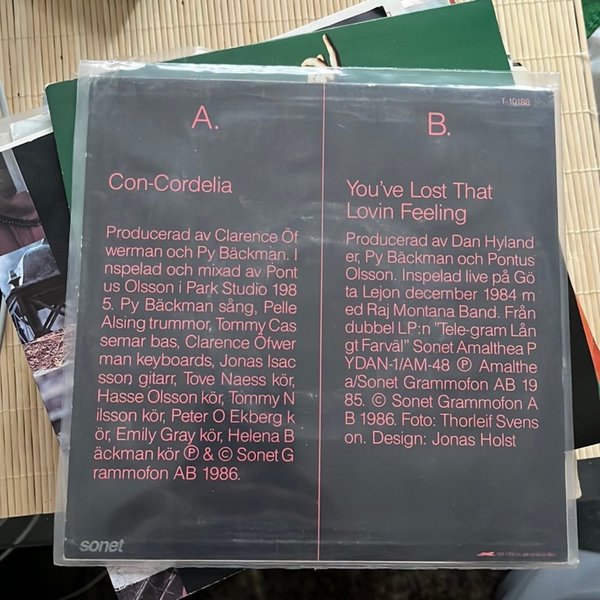 A.
Con-Cordelia
Producerad av Clarence Öf
werman och Py Bäckman. I
nspelad och mixad av Pont
us Olsson i Park Studio 198
5. Py Bäckman sång, Pelle
Alsing trummor, Tommy Cas
semar bas, Clarence Öfwer
man keyboards, Jonas Isac
sson gitarr, Tove Naess kör,
Hasse Olsson kör, Tommy N
ilsson kör, Peter O Ekberg k
ör, Emily Gray kör, Helena B
äckman kör Ⓟ & © Sonet G
rammofon AB 1986.
sonet
T-10188
B.
You've Lost That
Lovin Feeling
Producerad av Dan Hyland
er, Py Bäckman och Pontus
Olsson. Inspelad live på Gö
ta Lejon december 1984 m
ed Raj Montana Band. Från
dubbel LP:n "Tele-gram Lån
gt Farväl" Sonet Amalthea P
YDAN-1/AM-48 Ⓟ Amalthe
a/Sonet Grammofon AB 19
85. © Sonet Grammofon A
B 1986. Foto: Thorleif Svens
on. Design: Jonas Holst